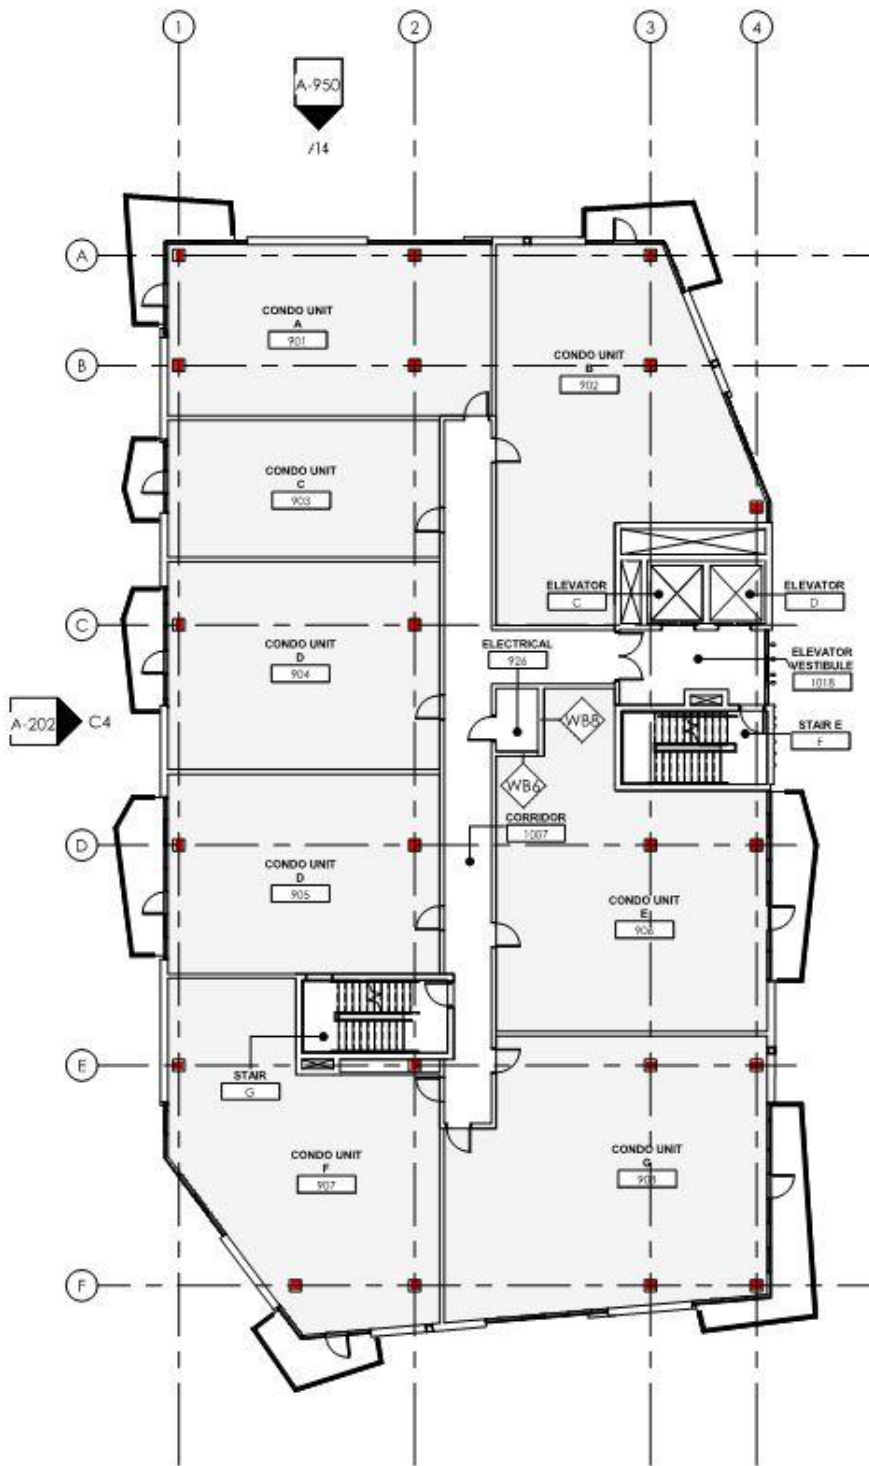 1
2
3
4
A-950
/14
A
CONDO UNIT
A
901
B
CONDO UNIT
B
902
CONDO UNIT
C
903
ELEVATOR
C
ELEVATOR
D
C
CONDO UNIT
D
904
ELECTRICAL
926
ELEVATOR
VESTIBULE
1018
A-202
C4
WB8
STAIR E
F
WB6
CORRIDOR
1007
D
CONDO UNIT
D
905
CONDO UNIT
E
906
E
STAIR
G
CONDO UNIT
F
907
CONDO UNIT
G
908
F